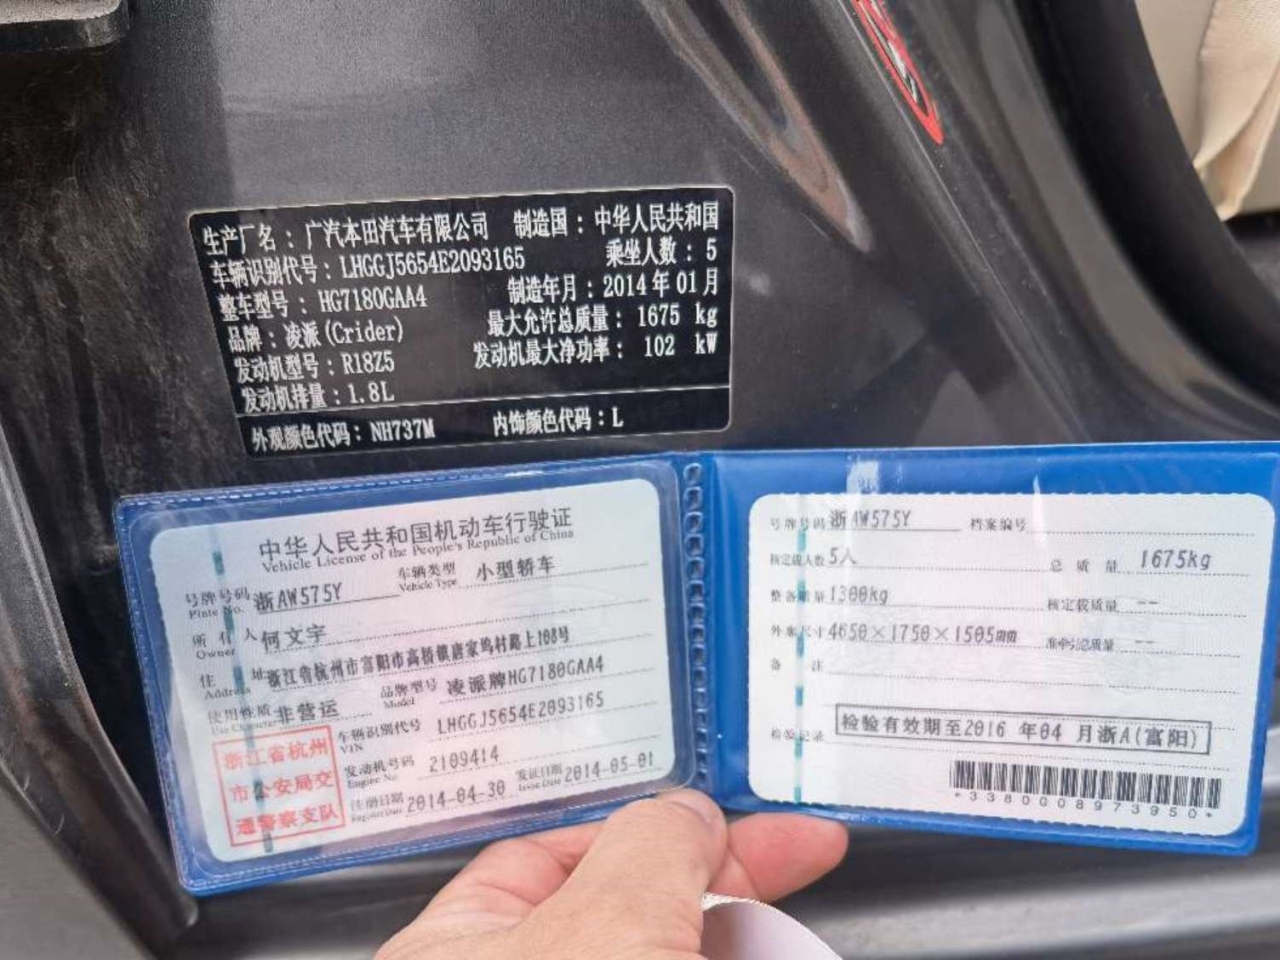 生产厂名：广汽本田汽车有限公司 制造国：中华人民共和国
车辆识别代号：LHGGJ5654E2093165 乘坐人数：5
整车型号：HG7180GAA4 制造年月：2014年01月
品牌：凌派(Crider) 最大允许总质量：1675 kg
发动机型号：R18Z5 发动机最大净功率：102 kW
发动机排量：1.8L
外观颜色代码：NH737M 内饰颜色代码：L
中华人民共和国机动车行驶证
Vehicle License of the People's Republic of China
号牌号码 浙AW575Y 车辆类型 小型轿车
Plate No. Vehicle Type
所有人 何文宇
Owner
住址 浙江省杭州市富阳市高桥镇唐家坞村路上108号
Address
使用性质 非营运 品牌型号 凌派牌HG7180GAA4
Use Character Model
浙江省杭州
市公安局交
通警察支队
车辆识别代号 LHGGJ5654E2093165
VIN
发动机号码 2109414
Engine No.
注册日期 2014-04-30 发证日期 2014-05-01
Register Date Issue Date
号牌号码 浙AW575Y 档案编号
核定载人数 5人 总质量 1675kg
整备质量 1300kg 核定载质量 --
外廓尺寸 4650×1750×1505mm 准牵引总质量 --
备注
检验记录 检验有效期至2016年04月浙A(富阳)
*3380008973950*